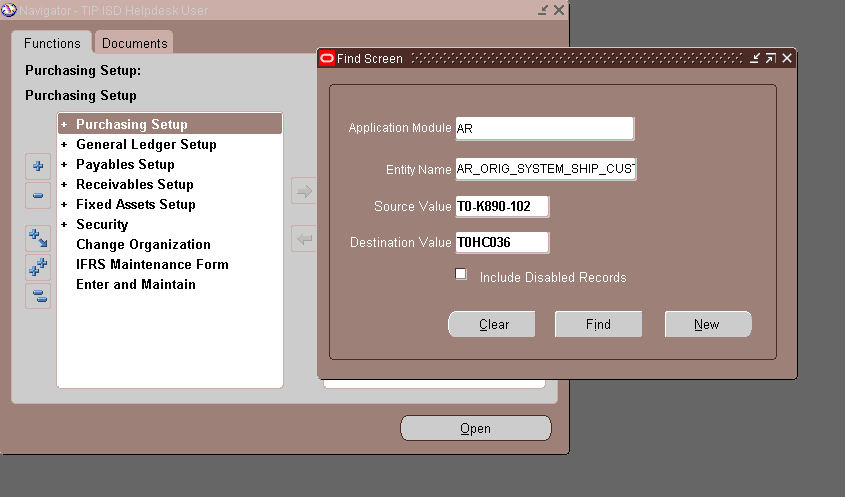 Navigator - TIP ISD Helpdesk User
Functions
Documents
Purchasing Setup:
Purchasing Setup
+ Purchasing Setup
+ General Ledger Setup
+ Payables Setup
+ Receivables Setup
+ Fixed Assets Setup
+ Security
Change Organization
IFRS Maintenance Form
Enter and Maintain
Open
Find Screen
Application Module AR
Entity Name AR_ORIG_SYSTEM_SHIP_CUST
Source Value T0-K890-102
Destination Value T0HC036
Include Disabled Records
Clear
Find
New